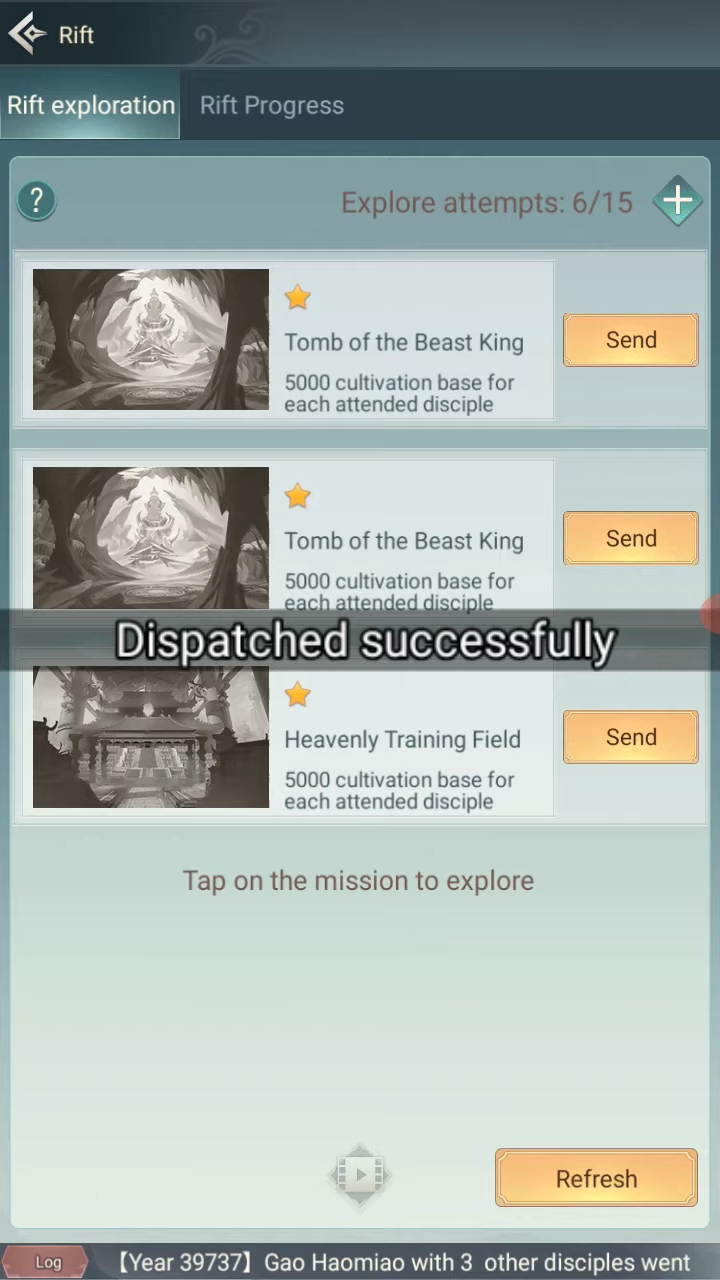 Rift
Rift exploration
Rift Progress
?
Explore attempts: 6/15
Tomb of the Beast King
5000 cultivation base for
each attended disciple
Send
Tomb of the Beast King
5000 cultivation base for
each attended disciple
Send
Dispatched successfully
Heavenly Training Field
5000 cultivation base for
each attended disciple
Send
Tap on the mission to explore
Refresh
Log
【Year 39737】Gao Haomiao with 3 other disciples went